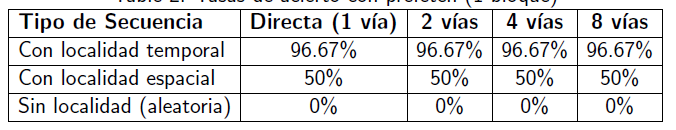 Tabla 2: Tasas de acierto con prefetch (1 bloque)
Tipo de Secuencia Directa (1 vía) 2 vías 4 vías 8 vías
Con localidad temporal 96.67% 96.67% 96.67% 96.67%
Con localidad espacial 50% 50% 50% 50%
Sin localidad (aleatoria) 0% 0% 0% 0%